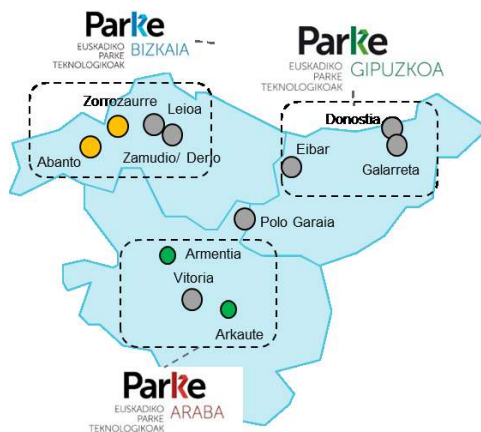 Parke
EUSKADIKO
PARKE
TEKNOLOGIKOAK
BIZKAIA
Parke
EUSKADIKO
PARKE
TEKNOLOGIKOAK
GIPUZKOA
Zorrozaurre
Leioa
Abanto
Zamudio/ Derio
Donostia
Eibar
Galarreta
Polo Garaia
Armentia
Vitoria
Arkaute
Parke
EUSKADIKO
PARKE
TEKNOLOGIKOAK
ARABA